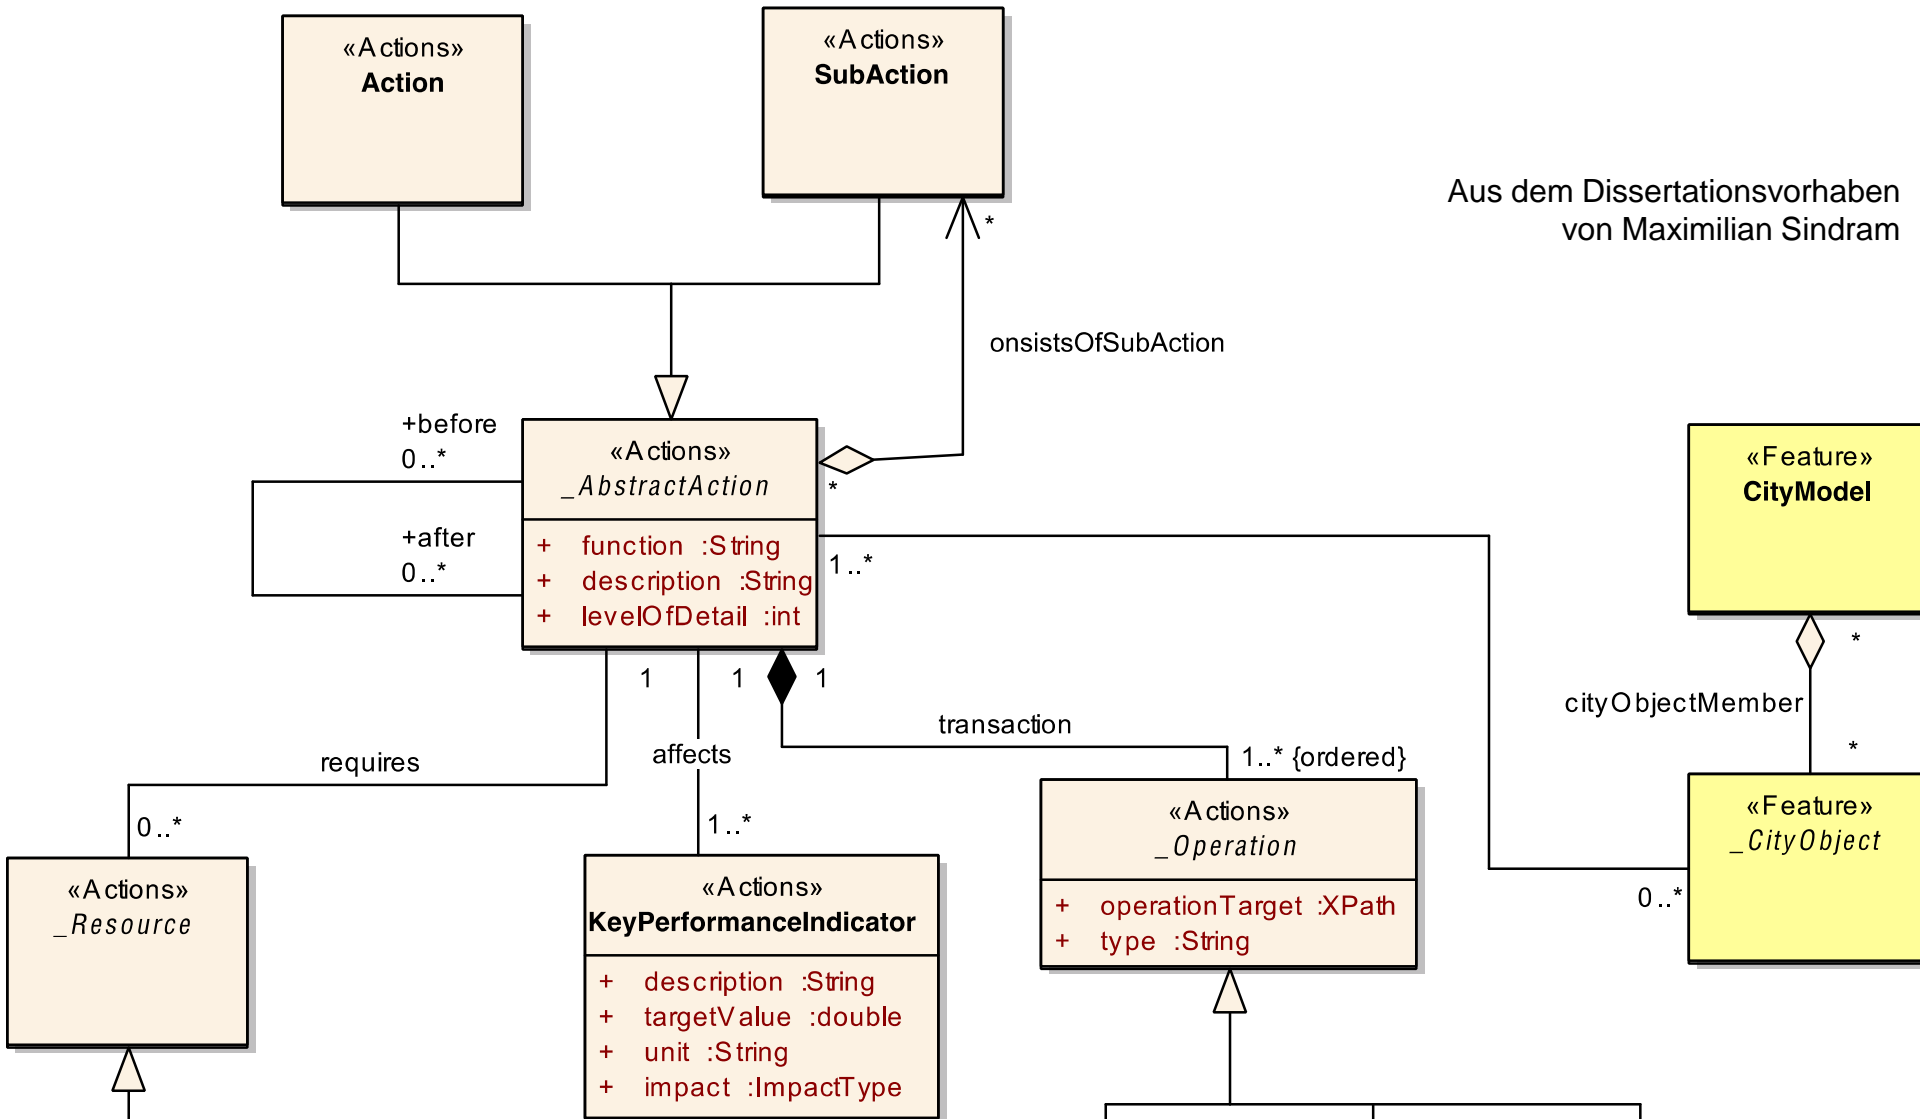 «Actions»
Action
«Actions»
SubAction
Aus dem Dissertationsvorhaben
von Maximilian Sindram
*
onsistsOfSubAction
+before
0..*
+after
0..*
«Actions»
_AbstractAction
+ function :String
+ description :String
+ levelOfDetail :int
*
1..*
«Feature»
CityModel
*
cityObjectMember
*
1
1
1
requires
affects
transaction
0..*
1..*
1..* {ordered}
0..*
«Actions»
_Resource
«Actions»
KeyPerformanceIndicator
+ description :String
+ targetValue :double
+ unit :String
+ impact :ImpactType
«Actions»
_Operation
+ operationTarget :XPath
+ type :String
«Feature»
_CityObject